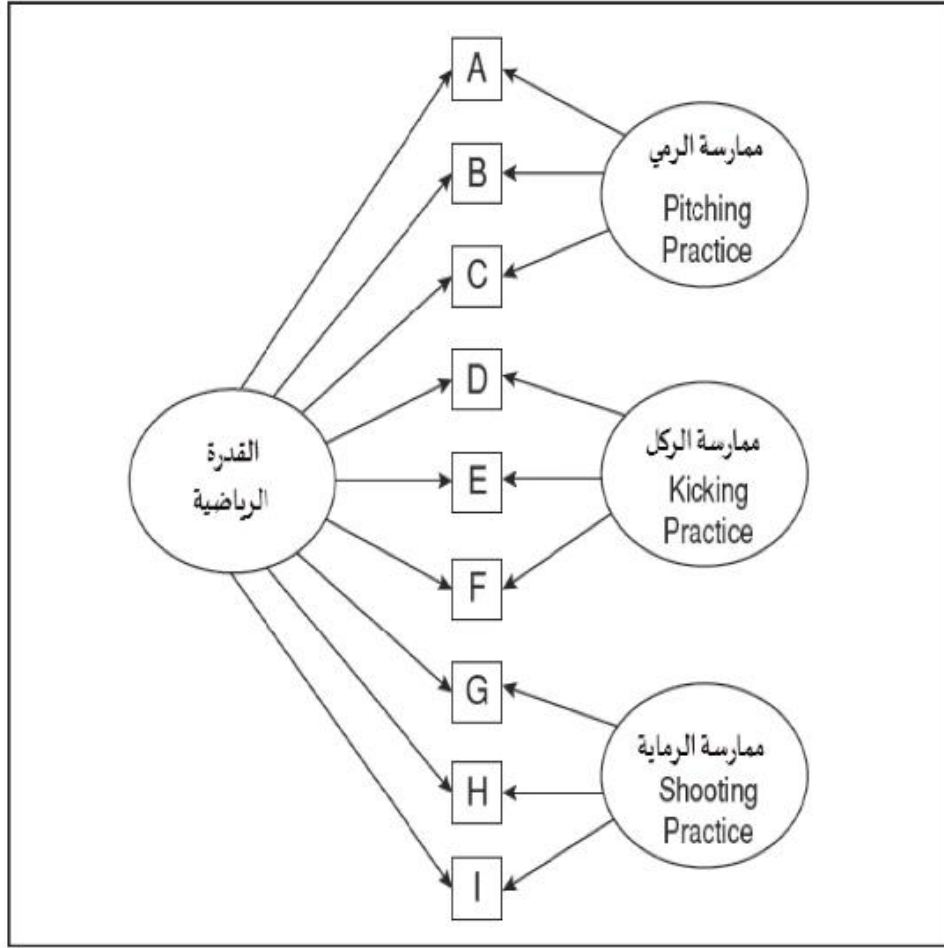 A
B
C
D
E
F
G
H
I
القدرة
الرياضية
ممارسة الرمي
Pitching
Practice
ممارسة الركل
Kicking
Practice
ممارسة الرماية
Shooting
Practice